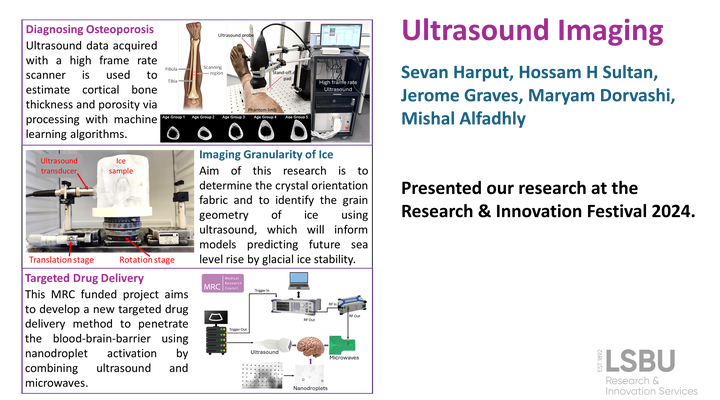 Diagnosing Osteoporosis
Ultrasound data acquired
with a high frame rate
scanner is used to
estimate cortical bone
thickness and porosity via
processing with machine
learning algorithms.
Ultrasound probe
Fibula
Scanning
region
Tibia
Stand-off
pad
High frame rate
Ultrasound
Phantom limb
Age Group 1
Age Group 2
Age Group 3
Age Group 4
Age Group 5
Ultrasound
transducer
Ice
sample
Translation stage
Rotation stage
Imaging Granularity of Ice
Aim of this research is to
determine the crystal orientation
fabric and to identify the grain
geometry of ice using
ultrasound, which will inform
models predicting future sea
level rise by glacial ice stability.
Targeted Drug Delivery
This MRC funded project aims
to develop a new targeted drug
delivery method to penetrate
the blood-brain-barrier using
nanodroplet activation by
combining ultrasound and
microwaves.
MRC
Medical
Research
Council
Trigger In
RF In
RF Out
RF Out
Trigger Out
Ultrasound
Microwaves
Nanodroplets
Ultrasound Imaging
Sevan Harput, Hossam H Sultan,
Jerome Graves, Maryam Dorvashi,
Mishal Alfadhly
Presented our research at the
Research & Innovation Festival 2024.
EST 1892
LSBU
Research &
Innovation Services